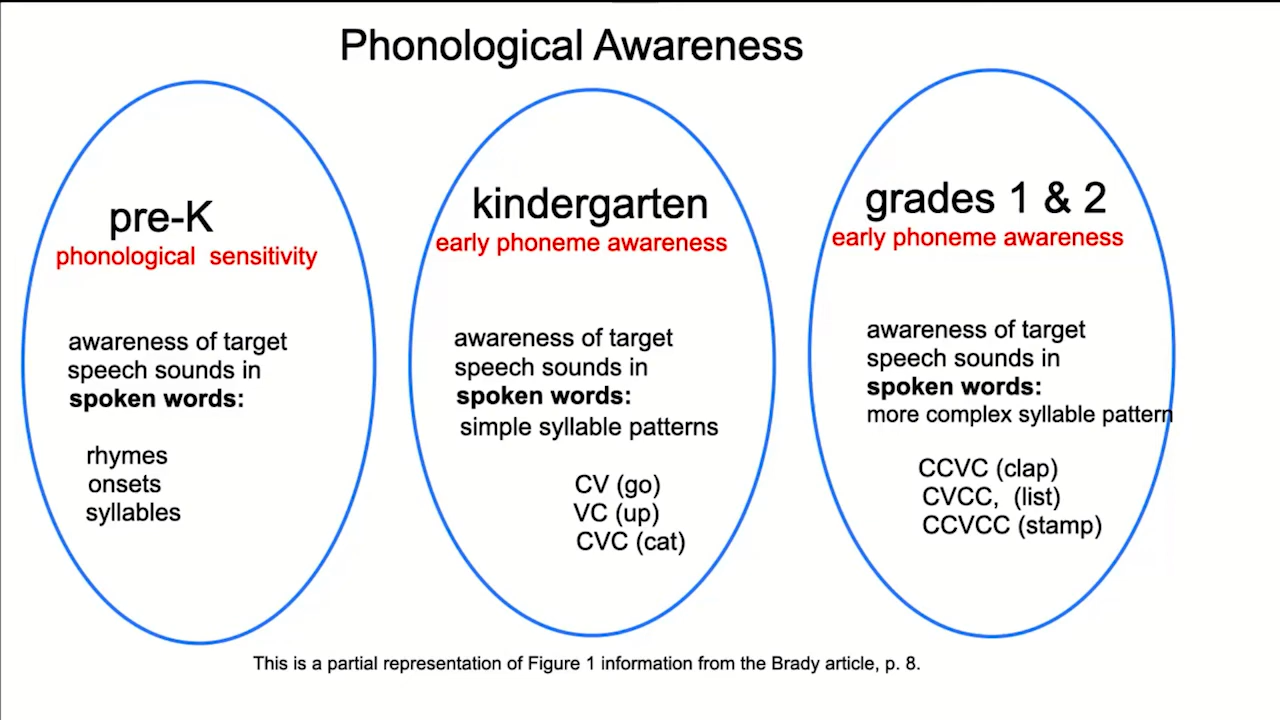 Phonological Awareness
pre-K
phonological sensitivity
awareness of target
speech sounds in
spoken words:
rhymes
onsets
syllables
kindergarten
early phoneme awareness
awareness of target
speech sounds in
spoken words:
simple syllable patterns
CV (go)
VC (up)
CVC (cat)
grades 1 & 2
early phoneme awareness
awareness of target
speech sounds in
spoken words:
more complex syllable pattern
CCVC (clap)
CVCC, (list)
CCVCC (stamp)
This is a partial representation of Figure 1 information from the Brady article, p. 8.